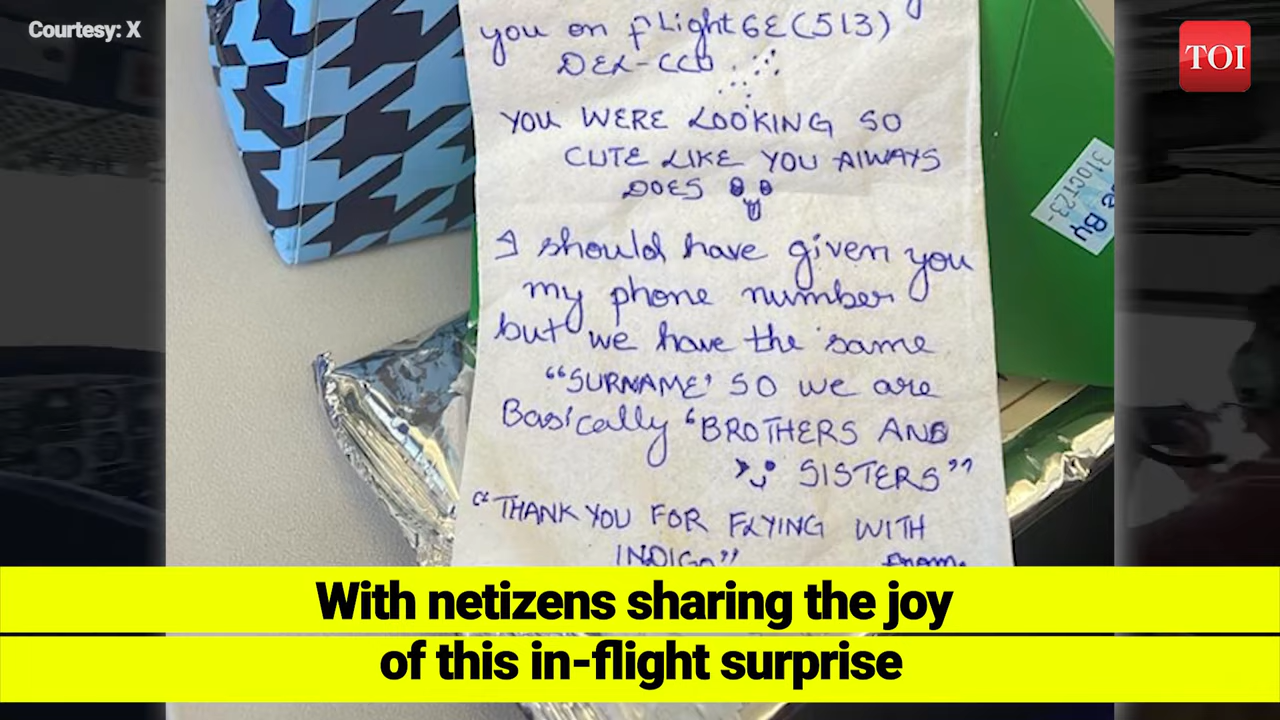 Courtesy: X
TOI
you on flight 6E(513)
DEL-CCU
YOU WERE LOOKING SO
CUTE LIKE YOU AlWAYS
DOES
I should have given you
my phone number
but we have the same
"SURNAME' SO we are
Basically 'BROTHERS AND
SISTERS"
"THANK YOU FOR FLYING WITH
INDIGO"
By
31OCT23-
With netizens sharing the joy
of this in-flight surprise